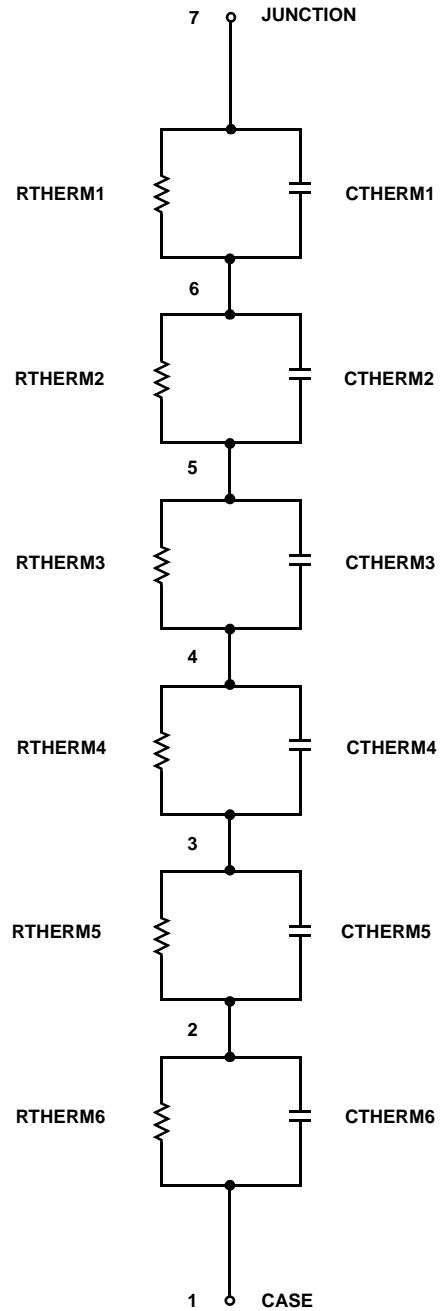 7 JUNCTION
RTHERM1 CTHERM1
6
RTHERM2 CTHERM2
5
RTHERM3 CTHERM3
4
RTHERM4 CTHERM4
3
RTHERM5 CTHERM5
2
RTHERM6 CTHERM6
1 CASE